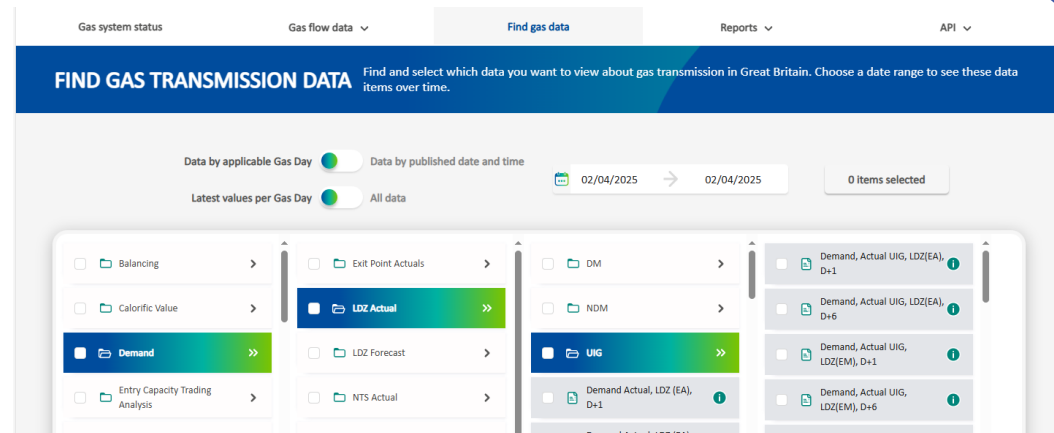 Gas system status
Gas flow data
Find gas data
Reports
API
FIND GAS TRANSMISSION DATA
Find and select which data you want to view about gas transmission in Great Britain. Choose a date range to see these data
items over time.
Data by applicable Gas Day
Data by published date and time
Latest values per Gas Day
All data
02/04/2025
02/04/2025
0 items selected
Balancing
Calorific Value
Demand
Entry Capacity Trading
Analysis
Exit Point Actuals
LDZ Actual
LDZ Forecast
NTS Actual
DM
NDM
UIG
Demand Actual, LDZ (EA),
D+1
Demand, Actual UIG, LDZ(EA),
D+1
Demand, Actual UIG, LDZ(EA),
D+6
Demand, Actual UIG,
LDZ(EM), D+1
Demand, Actual UIG,
LDZ(EM), D+6